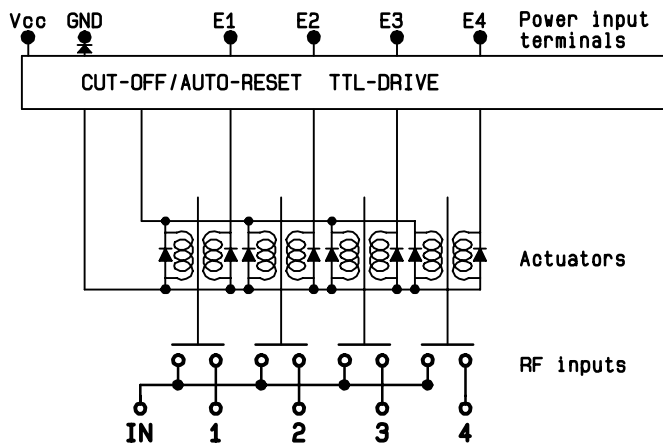 Vcc GND E1 E2 E3 E4 Power input
terminals
CUT-OFF/AUTO-RESET TTL-DRIVE
Actuators
RF inputs
IN 1 2 3 4